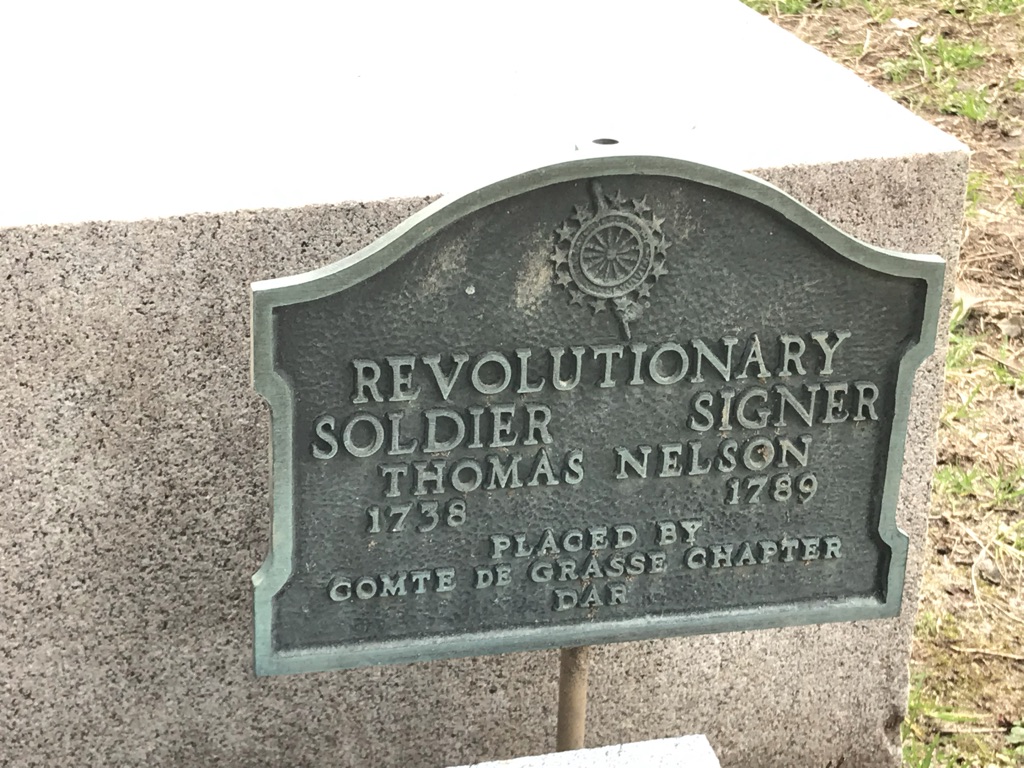 REVOLUTIONARY
SOLDIER SIGNER
THOMAS NELSON
1738 1789
PLACED BY
COMTE DE GRASSE CHAPTER
DAR